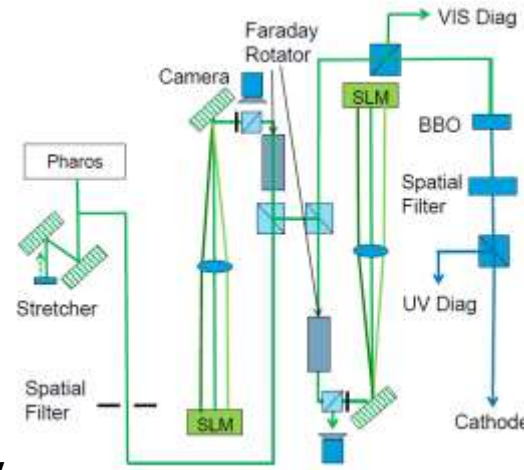 VIS Diag
Faraday
Rotator
Camera
SLM
BBO
Pharos
Spatial
Filter
Stretcher
UV Diag
Spatial
Filter
SLM
Cathode